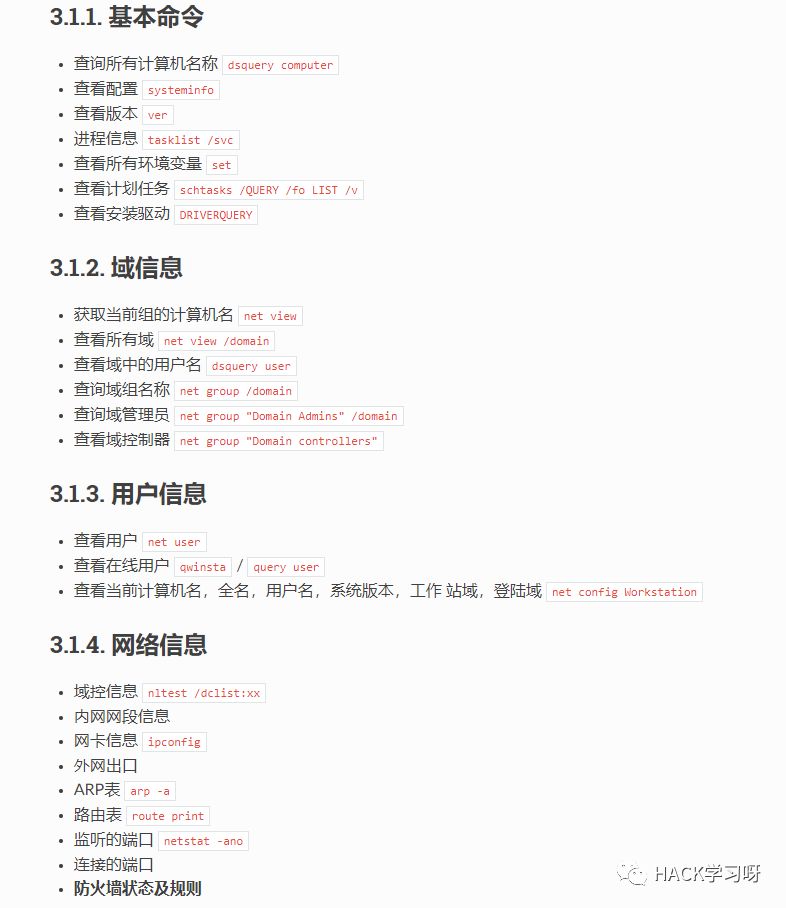 3.1.1. 基本命令
查询所有计算机名称 dsquery computer
查看配置 systeminfo
查看版本 ver
进程信息 tasklist /svc
查看所有环境变量 set
查看计划任务 schtasks /QUERY /fo LIST /v
查看安装驱动 DRIVERQUERY
3.1.2. 域信息
获取当前组的计算机名 net view
查看所有域 net view /domain
查看域中的用户名 dsquery user
查询域组名称 net group /domain
查询域管理员 net group "Domain Admins" /domain
查看域控制器 net group "Domain controllers"
3.1.3. 用户信息
查看用户 net user
查看在线用户 qwinsta / query user
查看当前计算机名，全名，用户名，系统版本，工作 站域，登陆域 net config Workstation
3.1.4. 网络信息
域控信息 nltest /dclist:xx
内网网段信息
网卡信息 ipconfig
外网出口
ARP表 arp -a
路由表 route print
监听的端口 netstat -ano
连接的端口
防火墙状态及规则
HACK学习呀